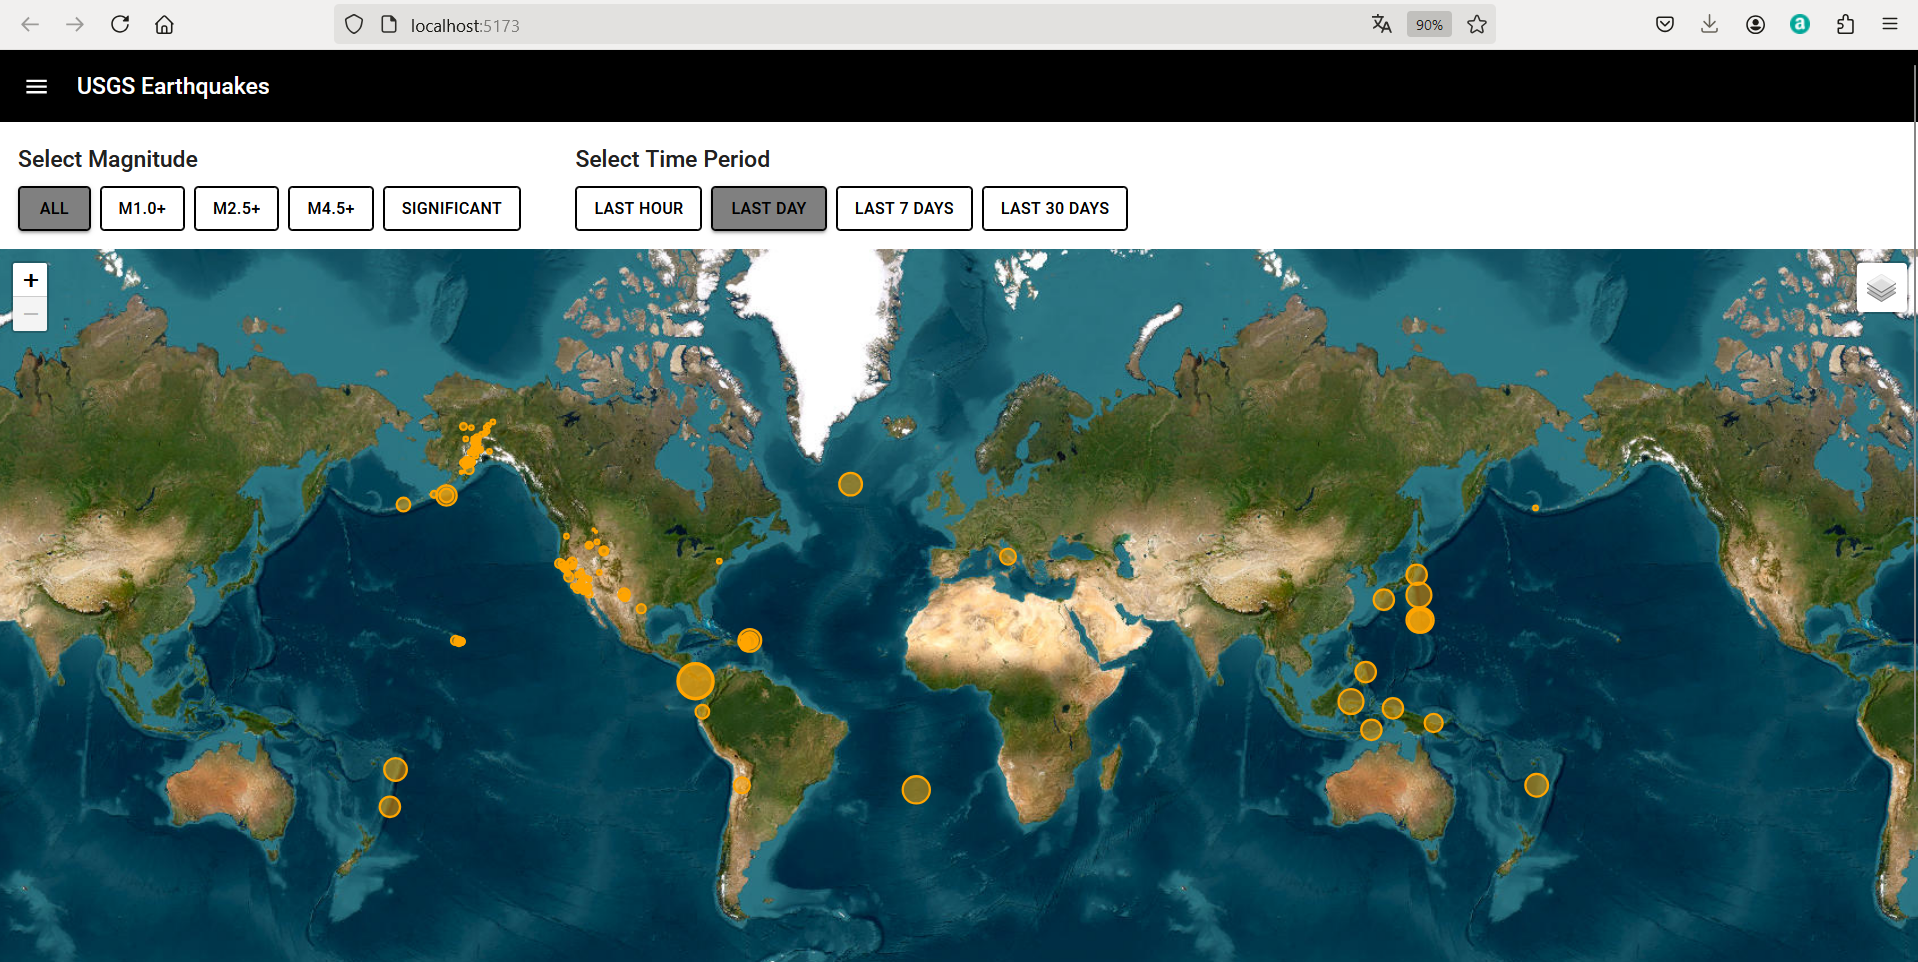 localhost:5173
90%
a
USGS Earthquakes
Select Magnitude
Select Time Period
ALL
M1.0+
M2.5+
M4.5+
SIGNIFICANT
LAST HOUR
LAST DAY
LAST 7 DAYS
LAST 30 DAYS
+
−